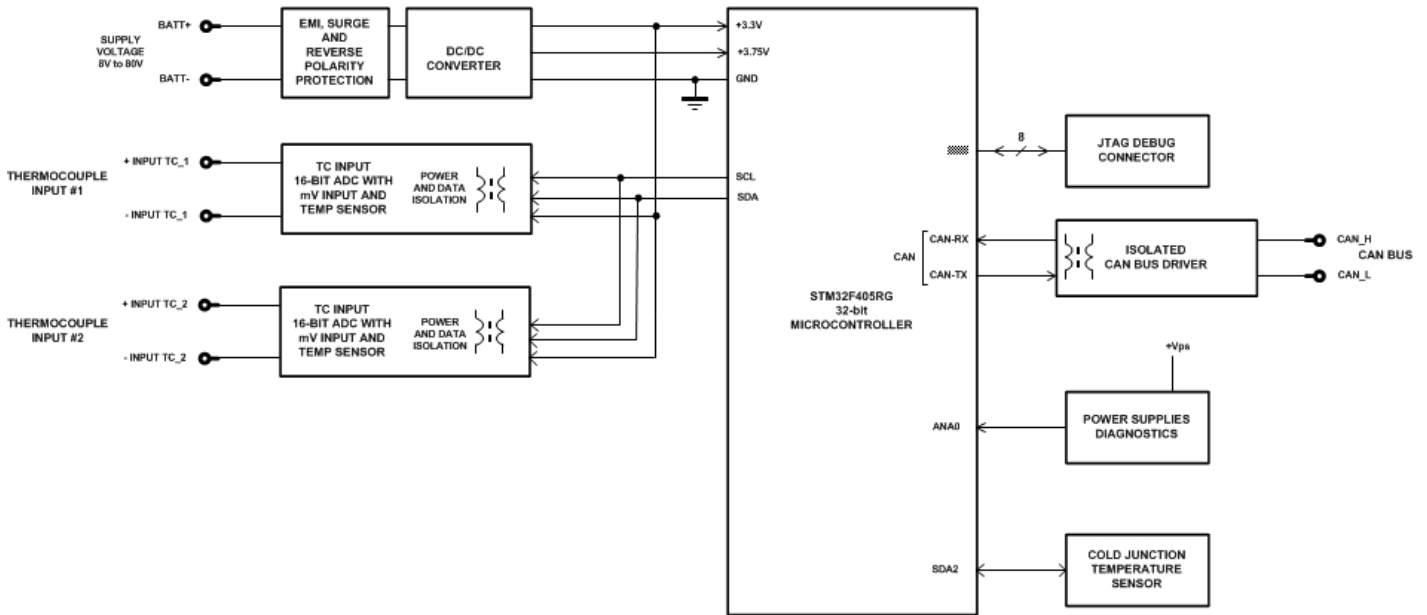 BATT+
SUPPLY
VOLTAGE
8V to 80V
BATT-
EMI, SURGE
AND
REVERSE
POLARITY
PROTECTION
DC/DC
CONVERTER
+3.3V
+3.75V
GND
THERMOCOUPLE
INPUT #1
+ INPUT TC_1
- INPUT TC_1
TC INPUT
16-BIT ADC WITH
mV INPUT AND
TEMP SENSOR
POWER
AND DATA
ISOLATION
SCL
SDA
THERMOCOUPLE
INPUT #2
+ INPUT TC_2
- INPUT TC_2
TC INPUT
16-BIT ADC WITH
mV INPUT AND
TEMP SENSOR
POWER
AND DATA
ISOLATION
STM32F405RG
32-bit
MICROCONTROLLER
8
JTAG DEBUG
CONNECTOR
CAN
CAN-RX
CAN-TX
ISOLATED
CAN BUS DRIVER
CAN_H
CAN BUS
CAN_L
+Vps
ANA0
POWER SUPPLIES
DIAGNOSTICS
SDA2
COLD JUNCTION
TEMPERATURE
SENSOR